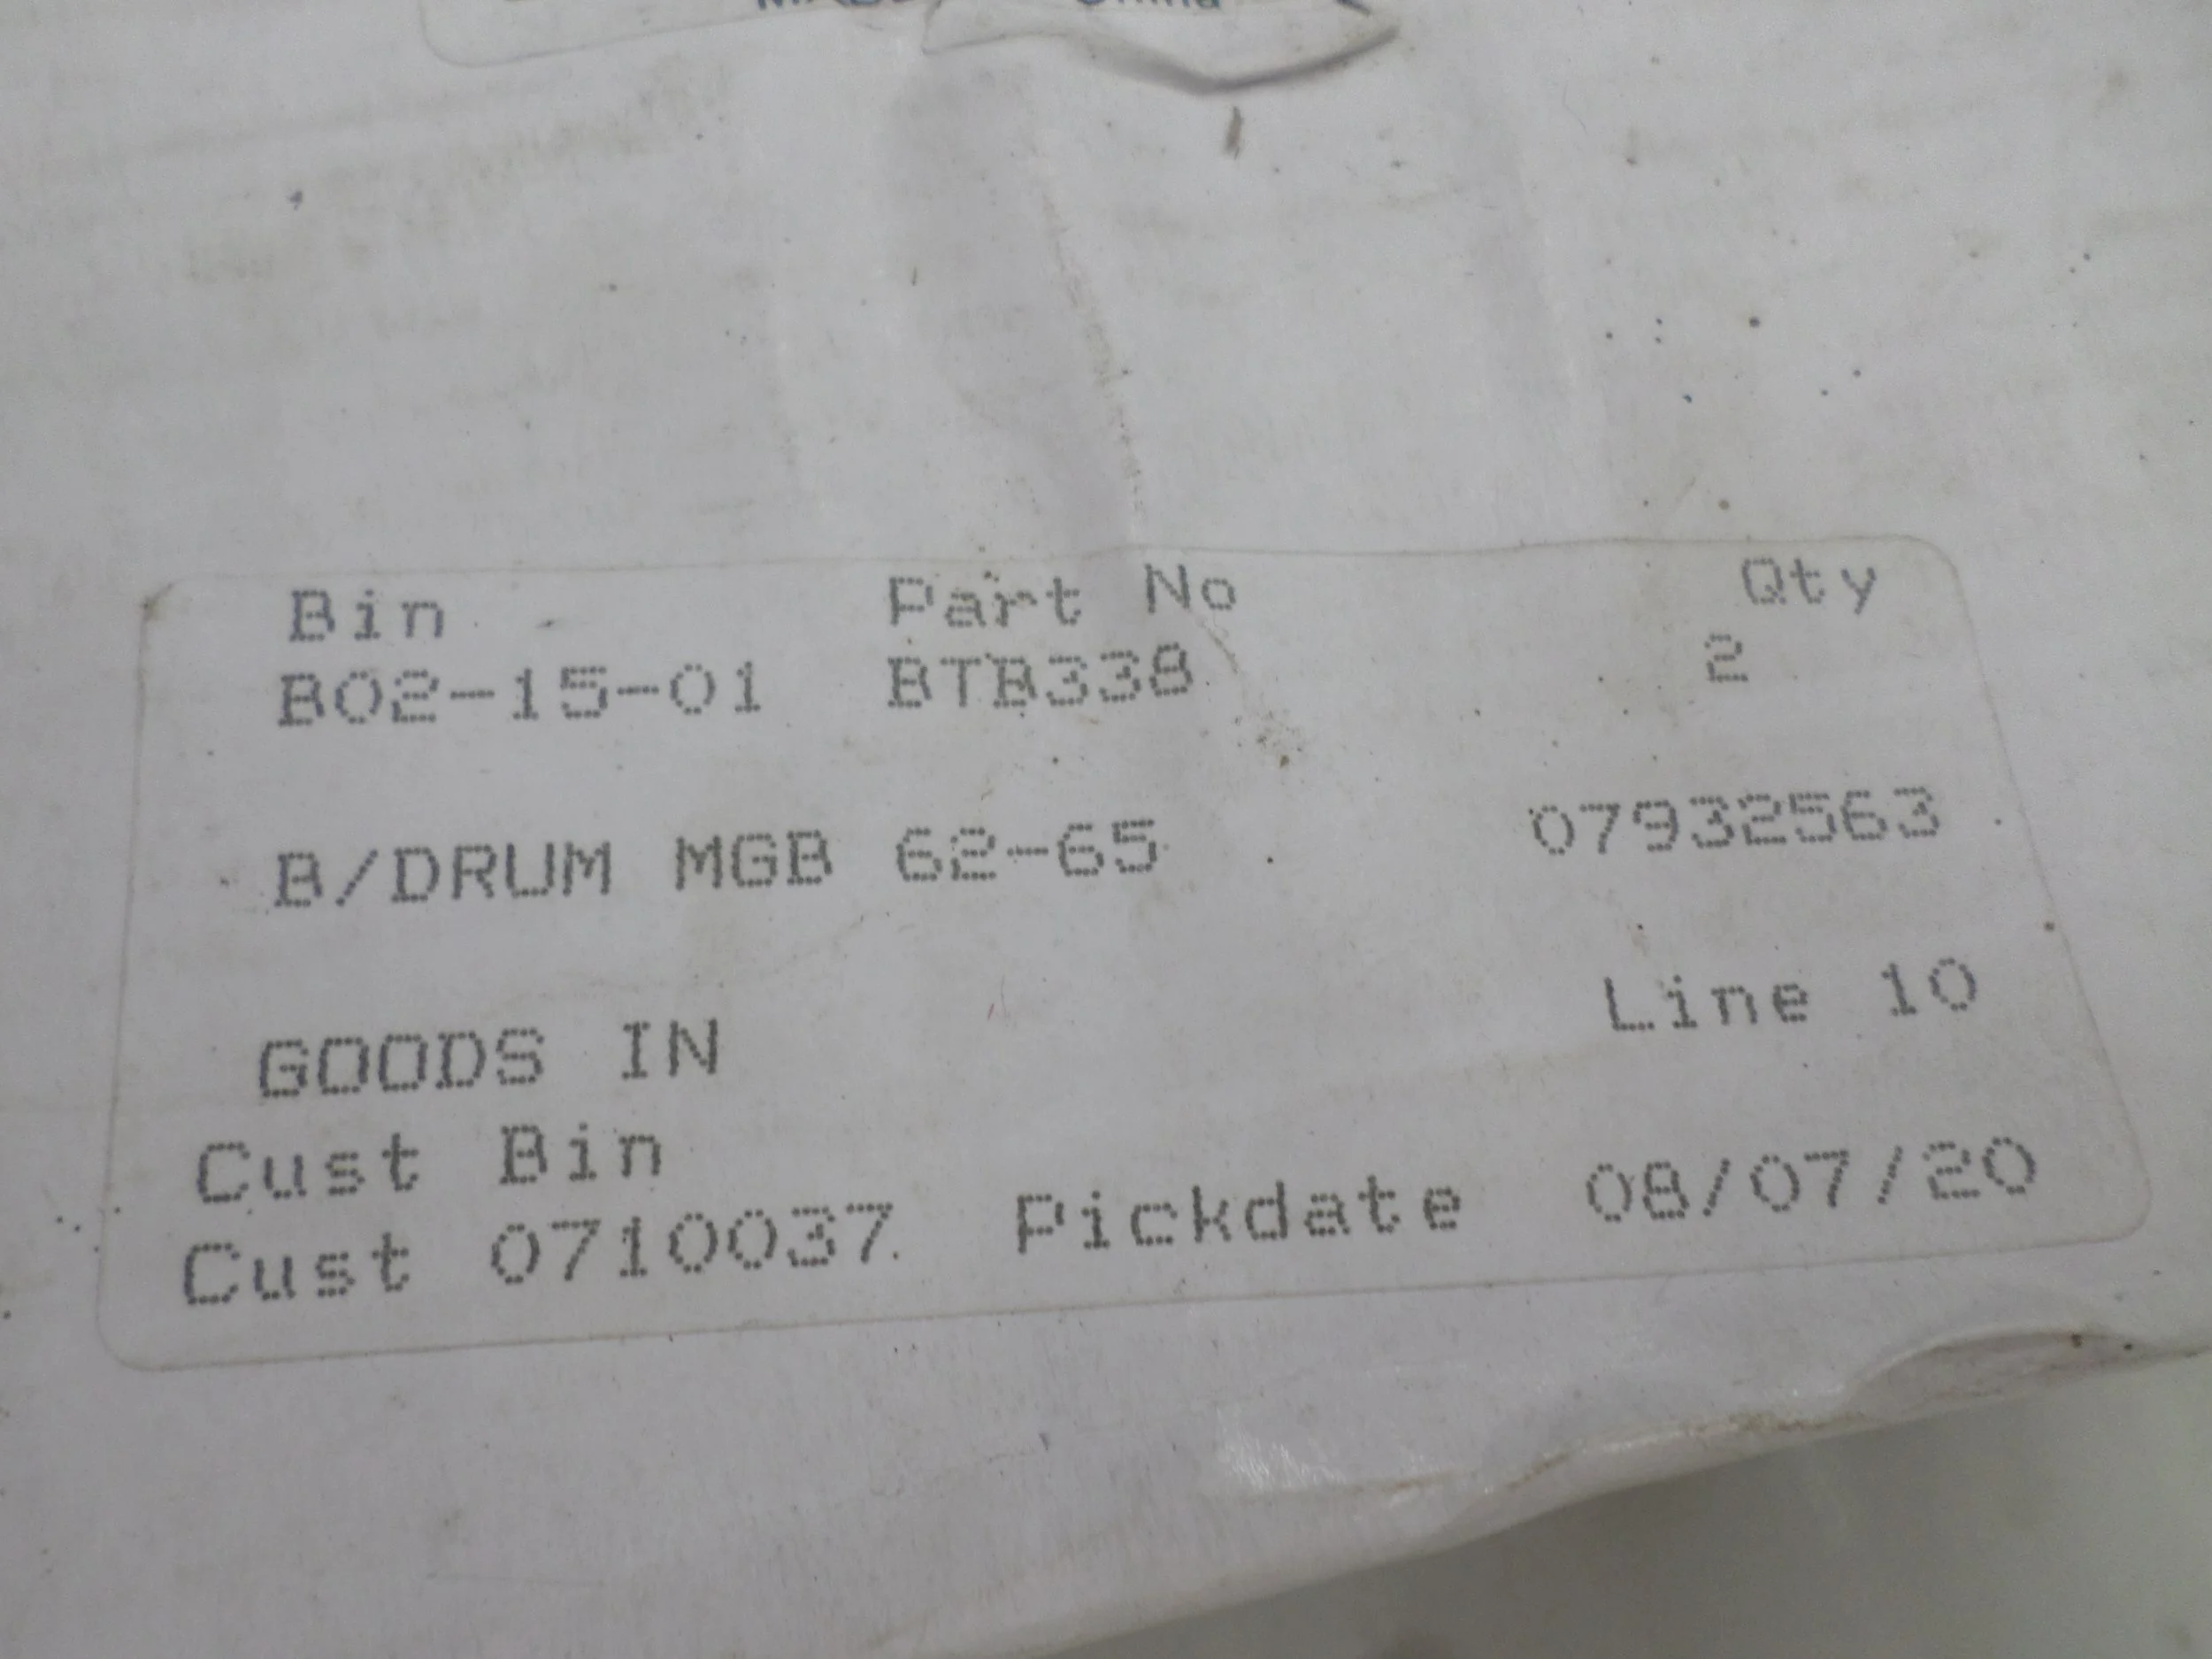 China
Bin Part No Qty
B02-15-01 BTB338 2
B/DRUM MGB 62-65 07932563
GOODS IN Line 10
Cust Bin
Cust 0710037 Pickdate 08/07/20